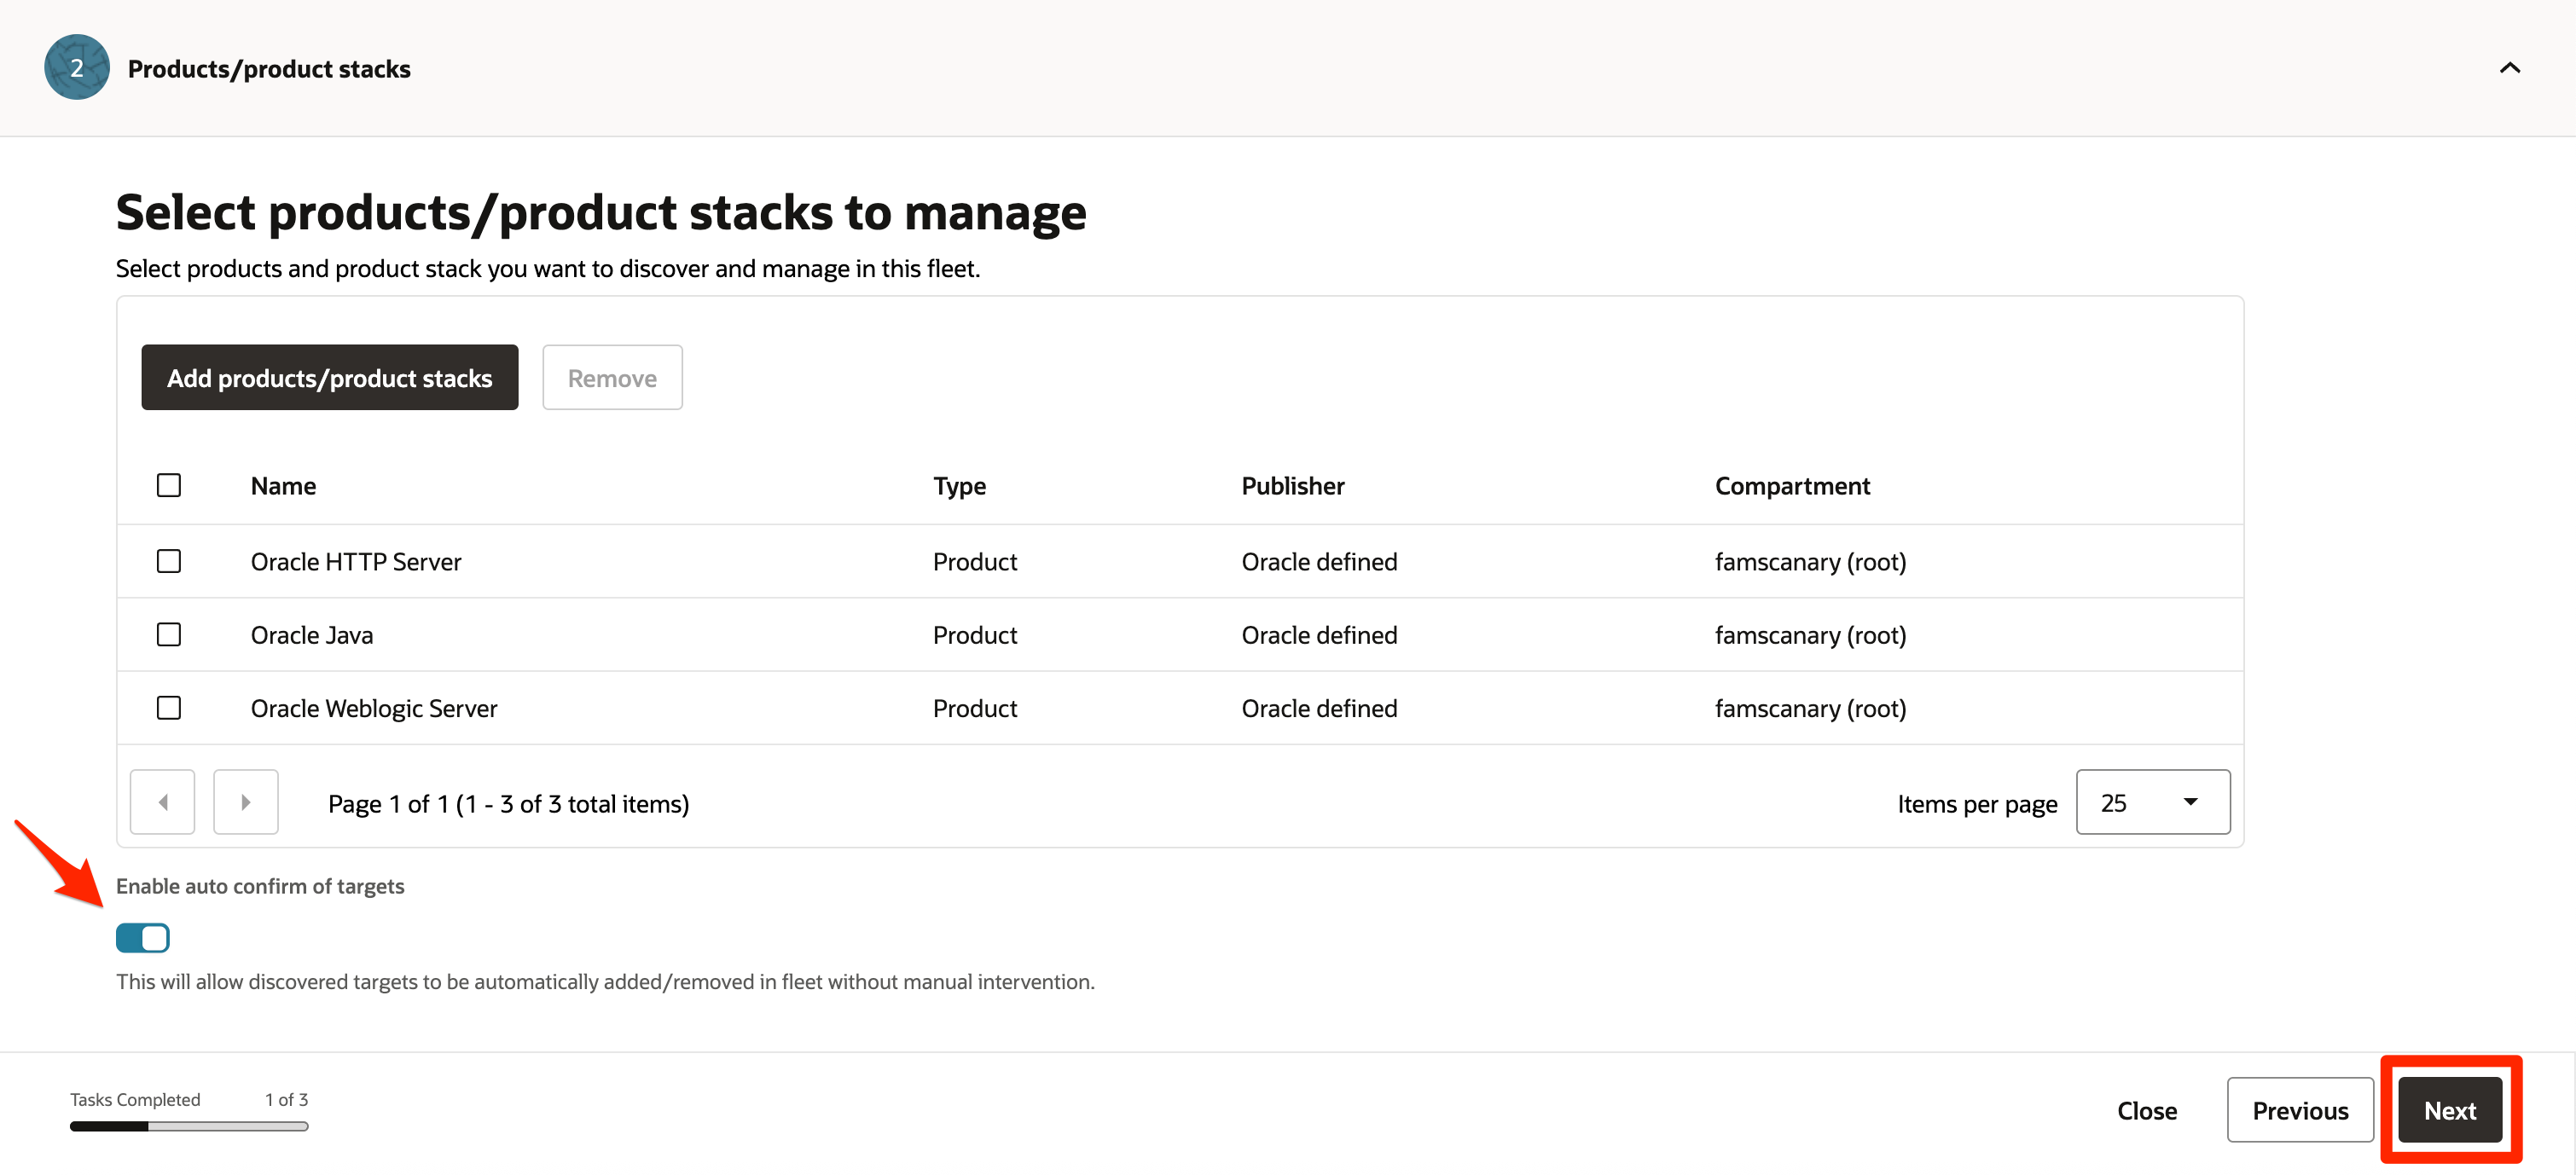 2 Products/product stacks
Select products/product stacks to manage
Select products and product stack you want to discover and manage in this fleet.
Add products/product stacks Remove
Name Type Publisher Compartment
Oracle HTTP Server Product Oracle defined famscanary (root)
Oracle Java Product Oracle defined famscanary (root)
Oracle Weblogic Server Product Oracle defined famscanary (root)
Page 1 of 1 (1 - 3 of 3 total items) Items per page 25
Enable auto confirm of targets
This will allow discovered targets to be automatically added/removed in fleet without manual intervention.
Tasks Completed 1 of 3
Close Previous Next